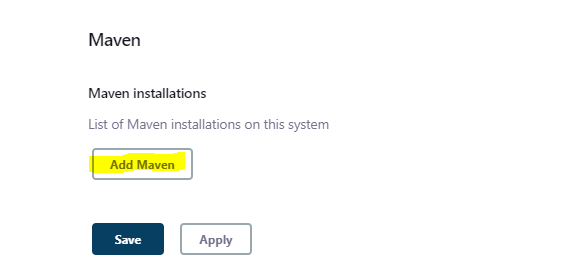 Maven
Maven installations
List of Maven installations on this system
Add Maven
Save Apply